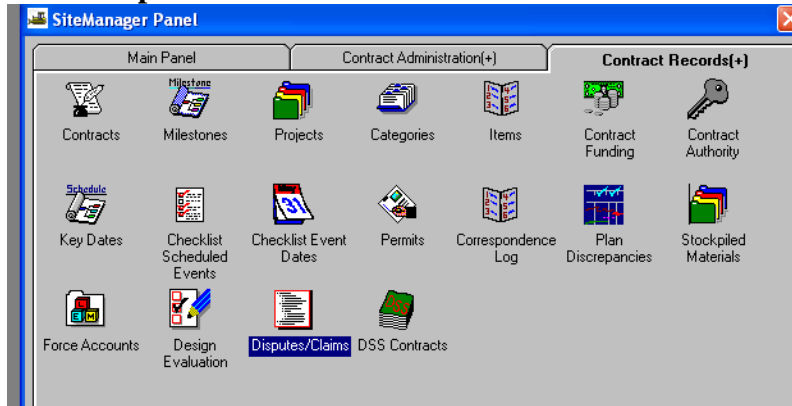 SiteManager Panel
Main Panel
Contract Administration(+)
Contract Records(+)
Milestone
Contracts
Milestones
Projects
Categories
Items
Contract
Funding
Contract
Authority
Schedule
31
Key Dates
Checklist
Scheduled
Events
Checklist Event
Dates
Permits
Correspondence
Log
Plan
Discrepancies
Stockpiled
Materials
L
E M
DSS
Force Accounts
Design
Evaluation
Disputes/Claims
DSS Contracts